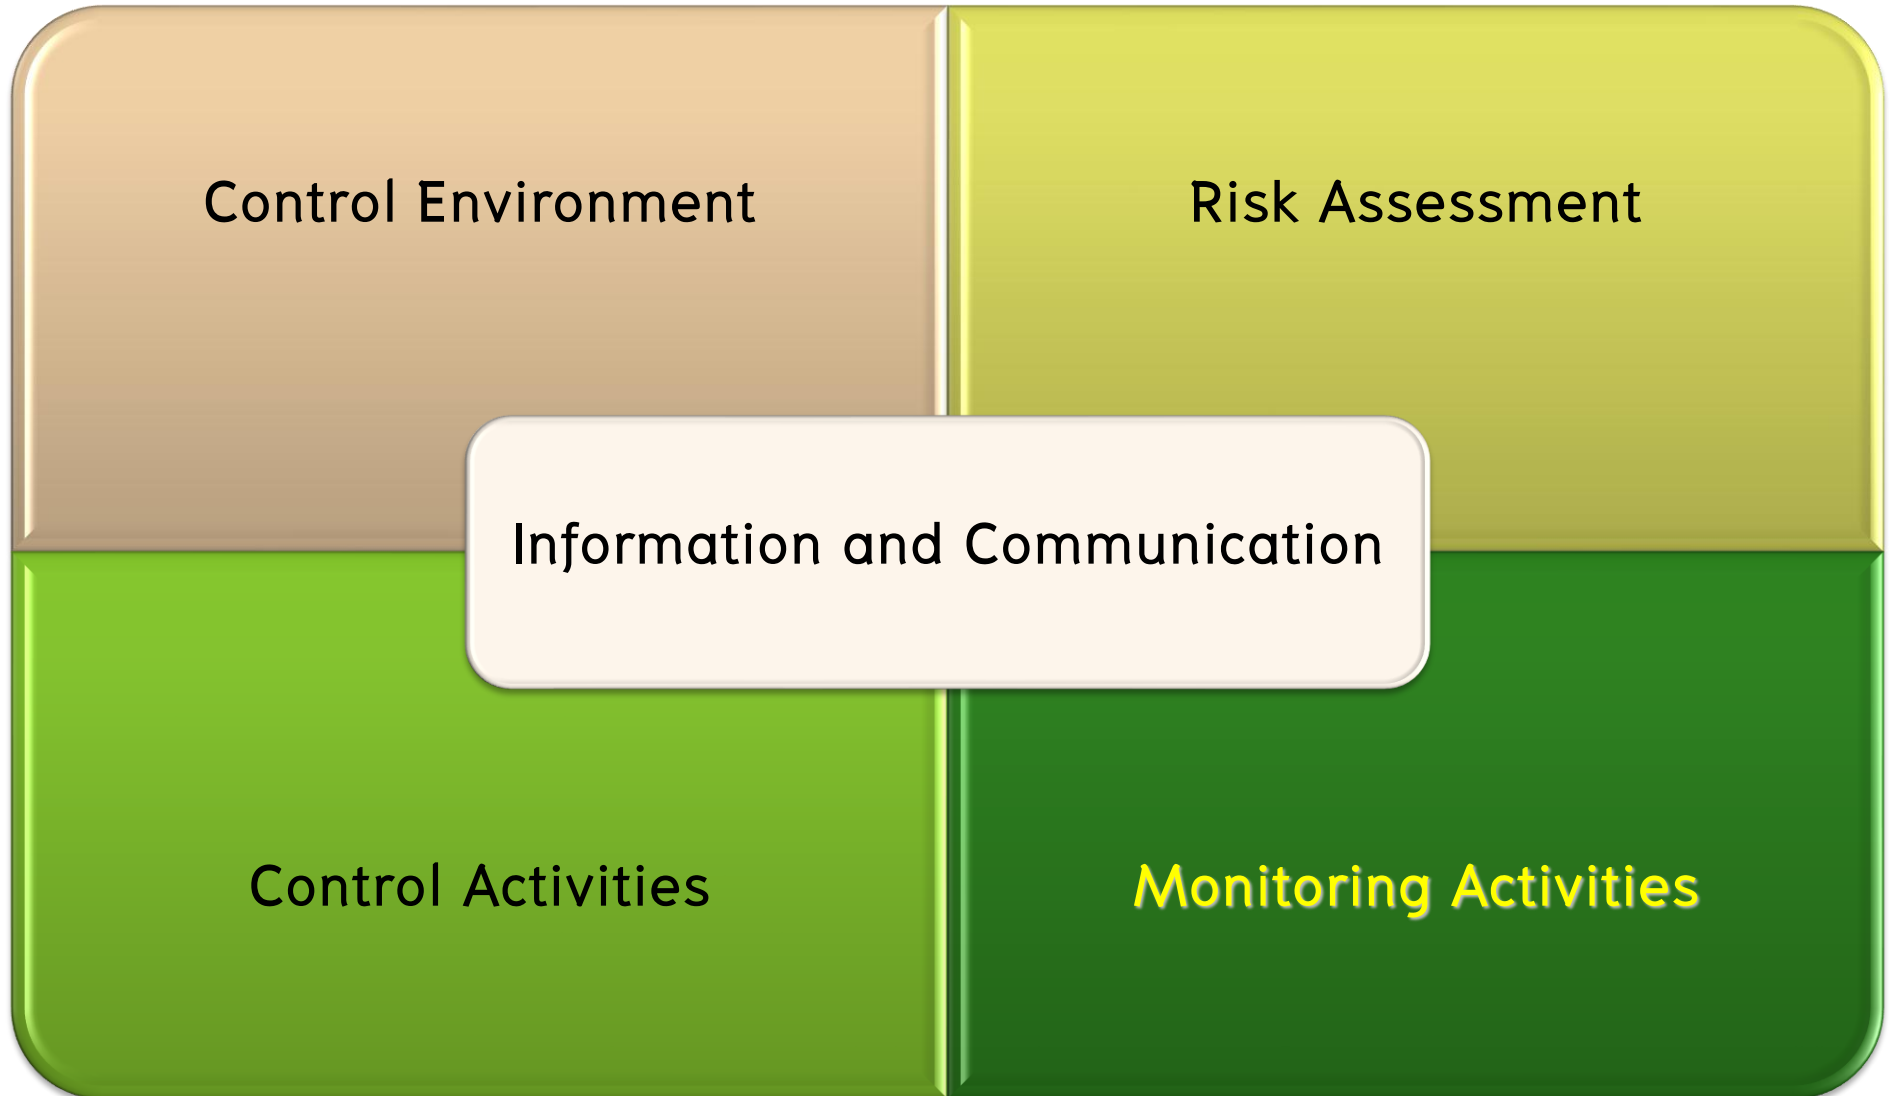 Control Environment
Risk Assessment
Information and Communication
Control Activities
Monitoring Activities